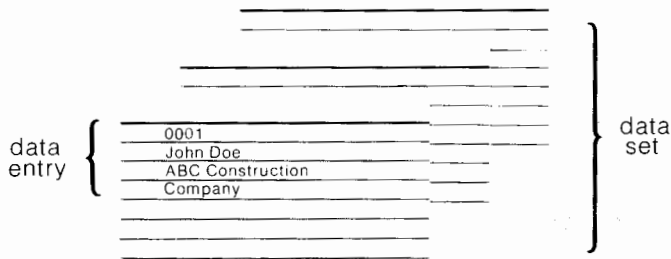 data
entry
0001
John Doe
ABC Construction
Company
data
set